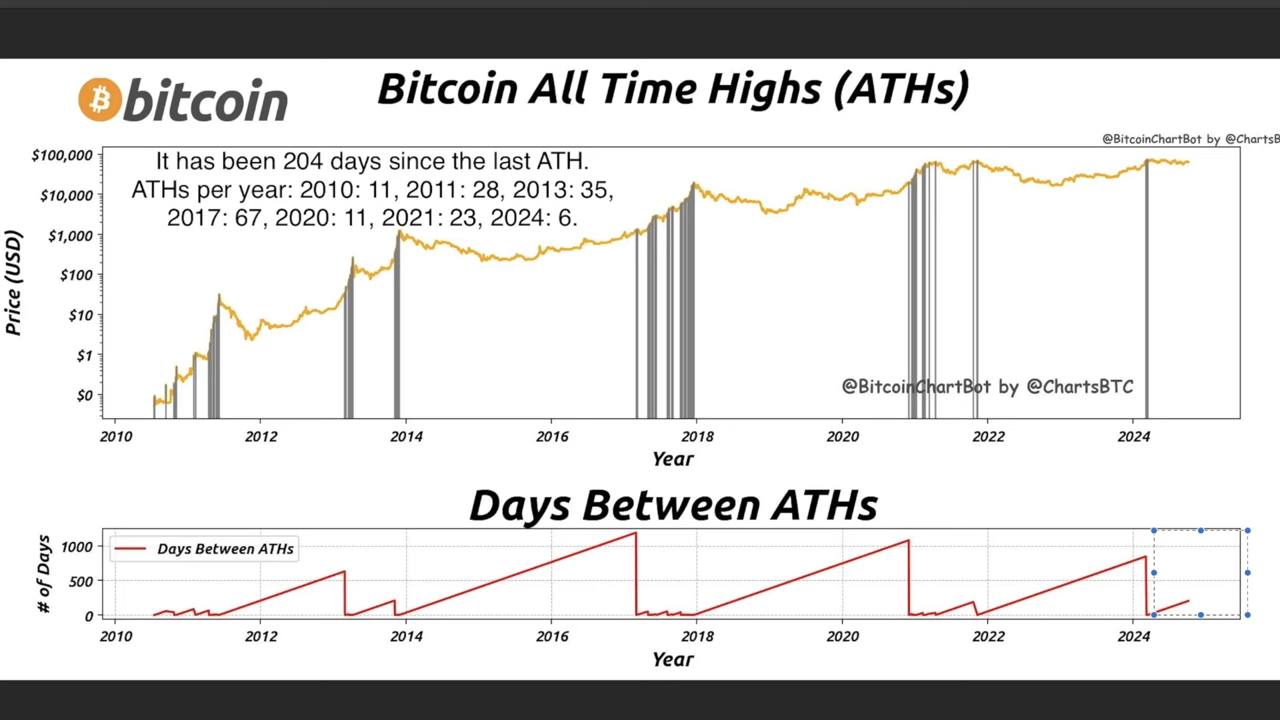 bitcoin
Bitcoin All Time Highs (ATHs)
@BitcoinChartBot by @ChartsB
It has been 204 days since the last ATH.
ATHs per year: 2010: 11, 2011: 28, 2013: 35,
2017: 67, 2020: 11, 2021: 23, 2024: 6.
$100,000
$10,000
$1,000
$100
$10
$1
$0
Price (USD)
@BitcoinChartBot by @ChartsBTC
2010 2012 2014 2016 2018 2020 2022 2024
Year
Days Between ATHs
Days Between ATHs
1000
500
0
# of Days
2010 2012 2014 2016 2018 2020 2022 2024
Year